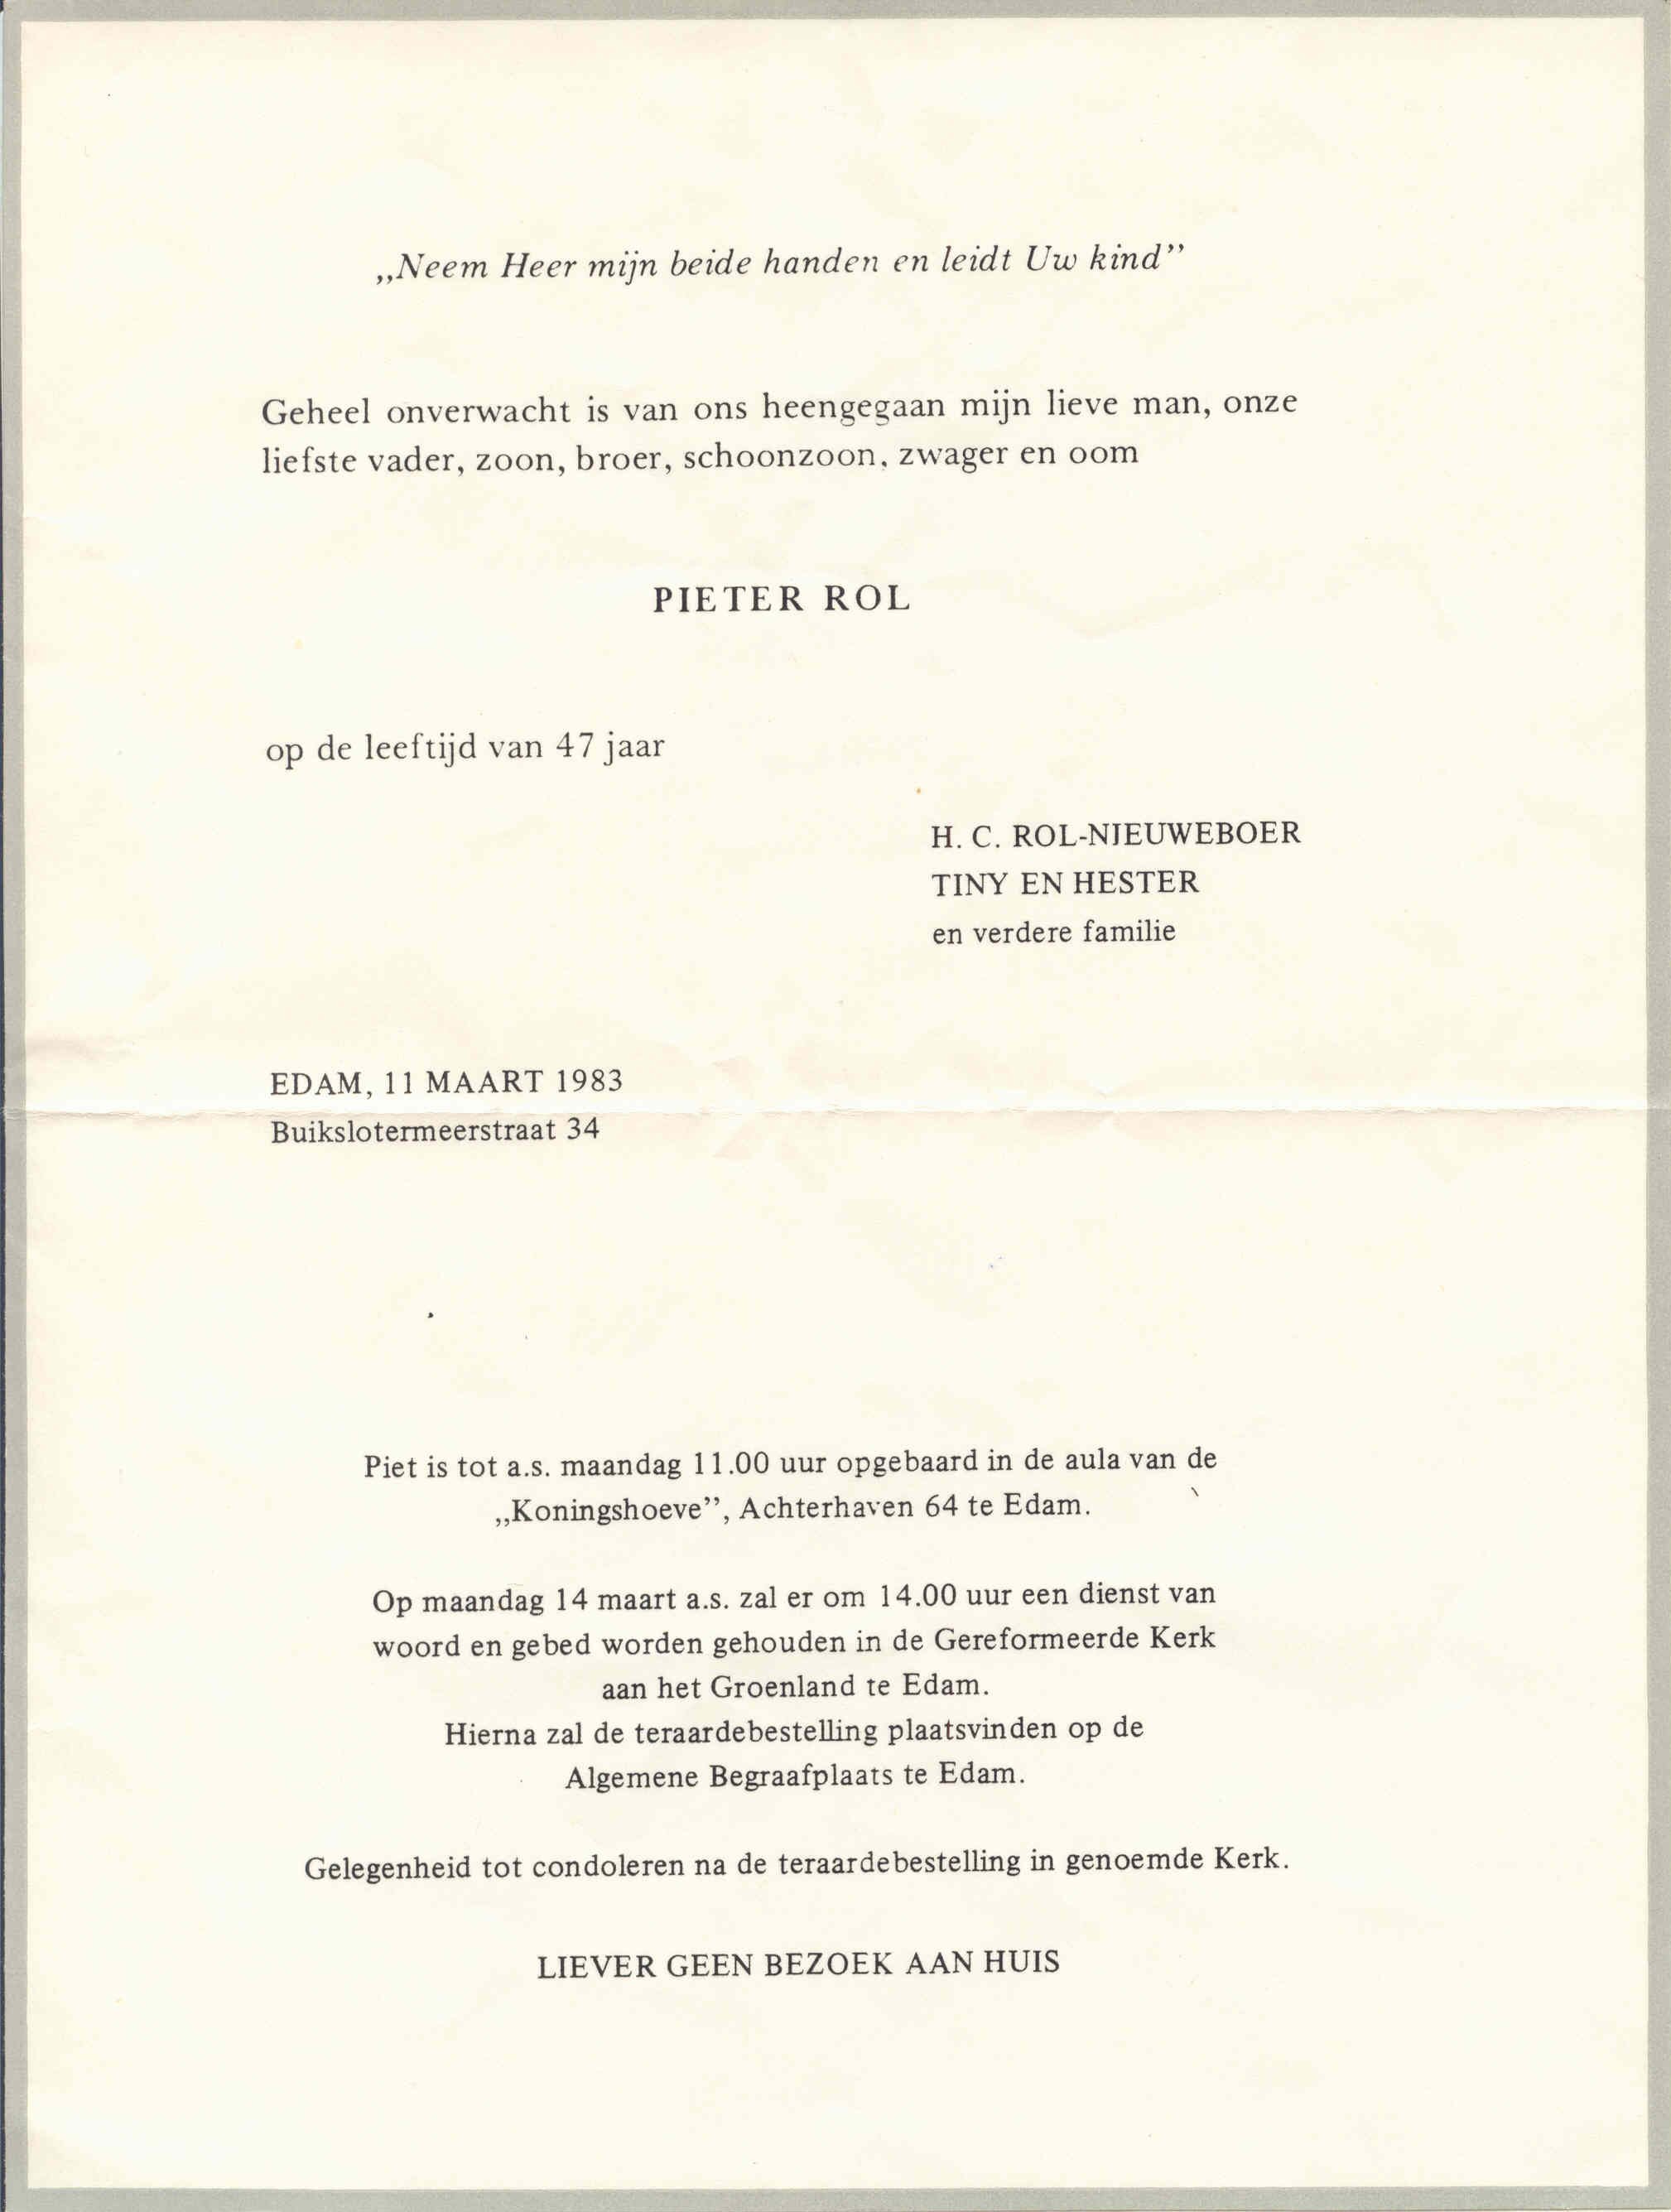 „Neem Heer mijn beide handen en leidt Uw kind”
Geheel onverwacht is van ons heengegaan mijn lieve man, onze
liefste vader, zoon, broer, schoonzoon, zwager en oom
PIETER ROL
op de leeftijd van 47 jaar
H. C. ROL-NIEUWEBOER
TINY EN HESTER
en verdere familie
EDAM, 11 MAART 1983
Buikslotermeerstraat 34
Piet is tot a.s. maandag 11.00 uur opgebaard in de aula van de
„Koningshoeve”, Achterhaven 64 te Edam.
Op maandag 14 maart a.s. zal er om 14.00 uur een dienst van
woord en gebed worden gehouden in de Gereformeerde Kerk
aan het Groenland te Edam.
Hierna zal de teraardebestelling plaatsvinden op de
Algemene Begraafplaats te Edam.
Gelegenheid tot condoleren na de teraardebestelling in genoemde Kerk.
LIEVER GEEN BEZOEK AAN HUIS